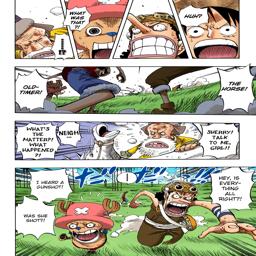 HUH?
WHAT
WAS
THAT
?!
!
THE
HORSE!
OLD-
TIMER!
SHERRY!
TALK
TO ME,
GIRL!!
NEIGH
WHAT'S
THE
MATTER?!
WHAT
HAPPENED
?!
HEY, IS
EVERY-
THING
ALL
RIGHT?!
I HEARD A
GUNSHOT!
WAS SHE
SHOT?!